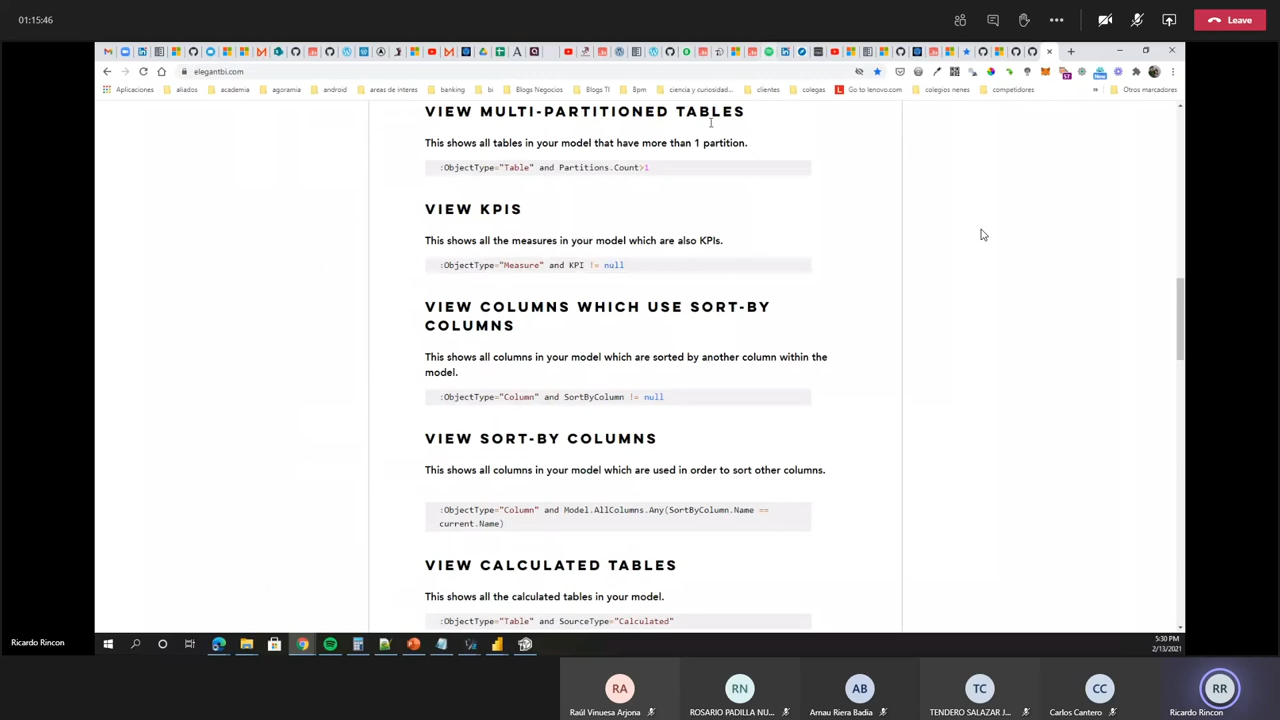 01:15:46
Leave
elegantbi.com
Aplicaciones
aliados
academia
agoramia
android
areas de interes
banking
bi
Blogs Negocios
Blogs TI
8pm
ciencia y curiosidad...
clientes
colegas
Go to lenovo.com
colegios nenes
competidores
»
Otros marcadores
VIEW MULTI-PARTITIONED TABLES
This shows all tables in your model that have more than 1 partition.
:ObjectType="Table" and Partitions.Count>1
VIEW KPIS
This shows all the measures in your model which are also KPIs.
:ObjectType="Measure" and KPI != null
VIEW COLUMNS WHICH USE SORT-BY
COLUMNS
This shows all columns in your model which are sorted by another column within the
model.
:ObjectType="Column" and SortByColumn != null
VIEW SORT-BY COLUMNS
This shows all columns in your model which are used in order to sort other columns.
:ObjectType="Column" and Model.AllColumns.Any(SortByColumn.Name ==
current.Name)
VIEW CALCULATED TABLES
This shows all the calculated tables in your model.
:ObjectType="Table" and SourceType="Calculated"
Ricardo Rincon
5:30 PM
2/13/2021
RA
RN
AB
TC
CC
RR
Raúl Vinuesa Arjona
ROSARIO PADILLA NU...
Arnau Riera Badia
TENDERO SALAZAR J...
Carlos Cantero
Ricardo Rincon